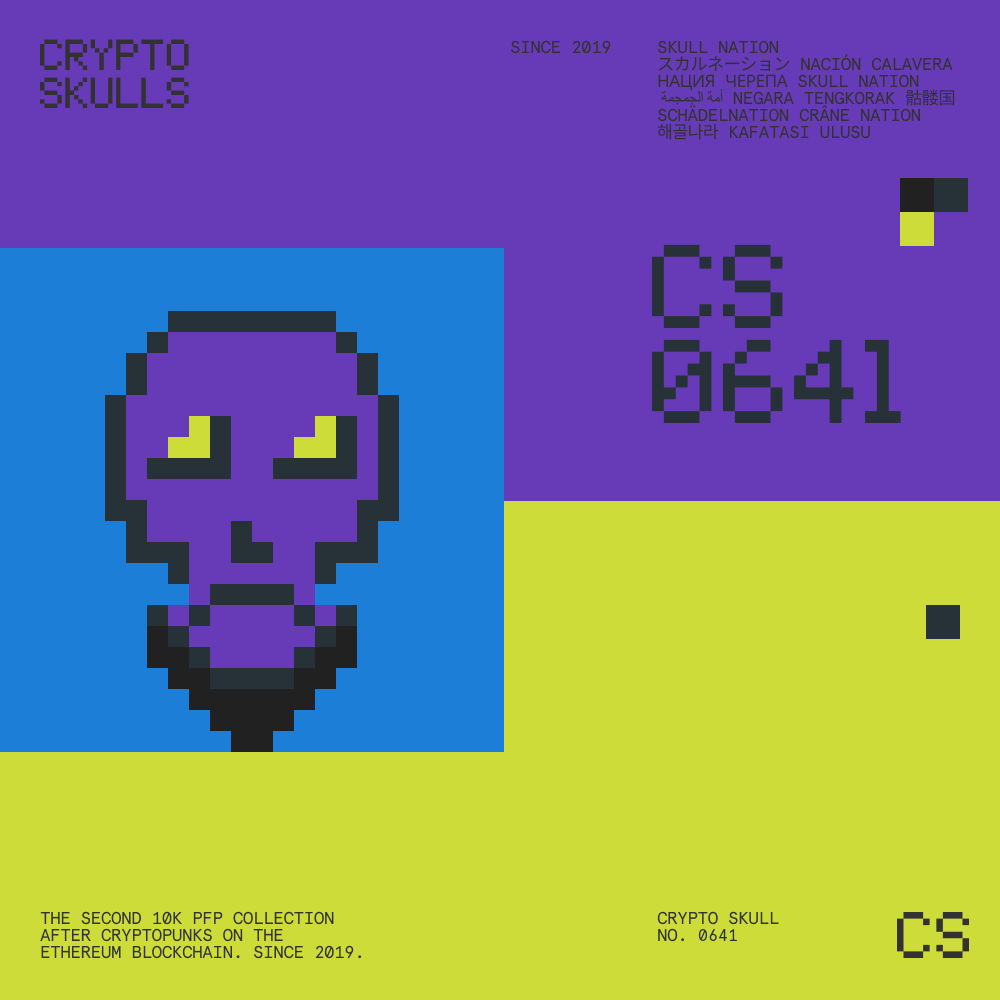 CRYPTO
SKULLS
SINCE 2019
SKULL NATION
スカルネーション NACIÓN CALAVERA
НАЦИЯ ЧЕРЕПА SKULL NATION
أمة الجمجمة NEGARA TENGKORAK 骷髅国
SCHÄDELNATION CRÂNE NATION
해골나라 KAFATASI ULUSU
CS
0641
THE SECOND 10K PFP COLLECTION
AFTER CRYPTOPUNKS ON THE
ETHEREUM BLOCKCHAIN. SINCE 2019.
CRYPTO SKULL
NO. 0641
CS